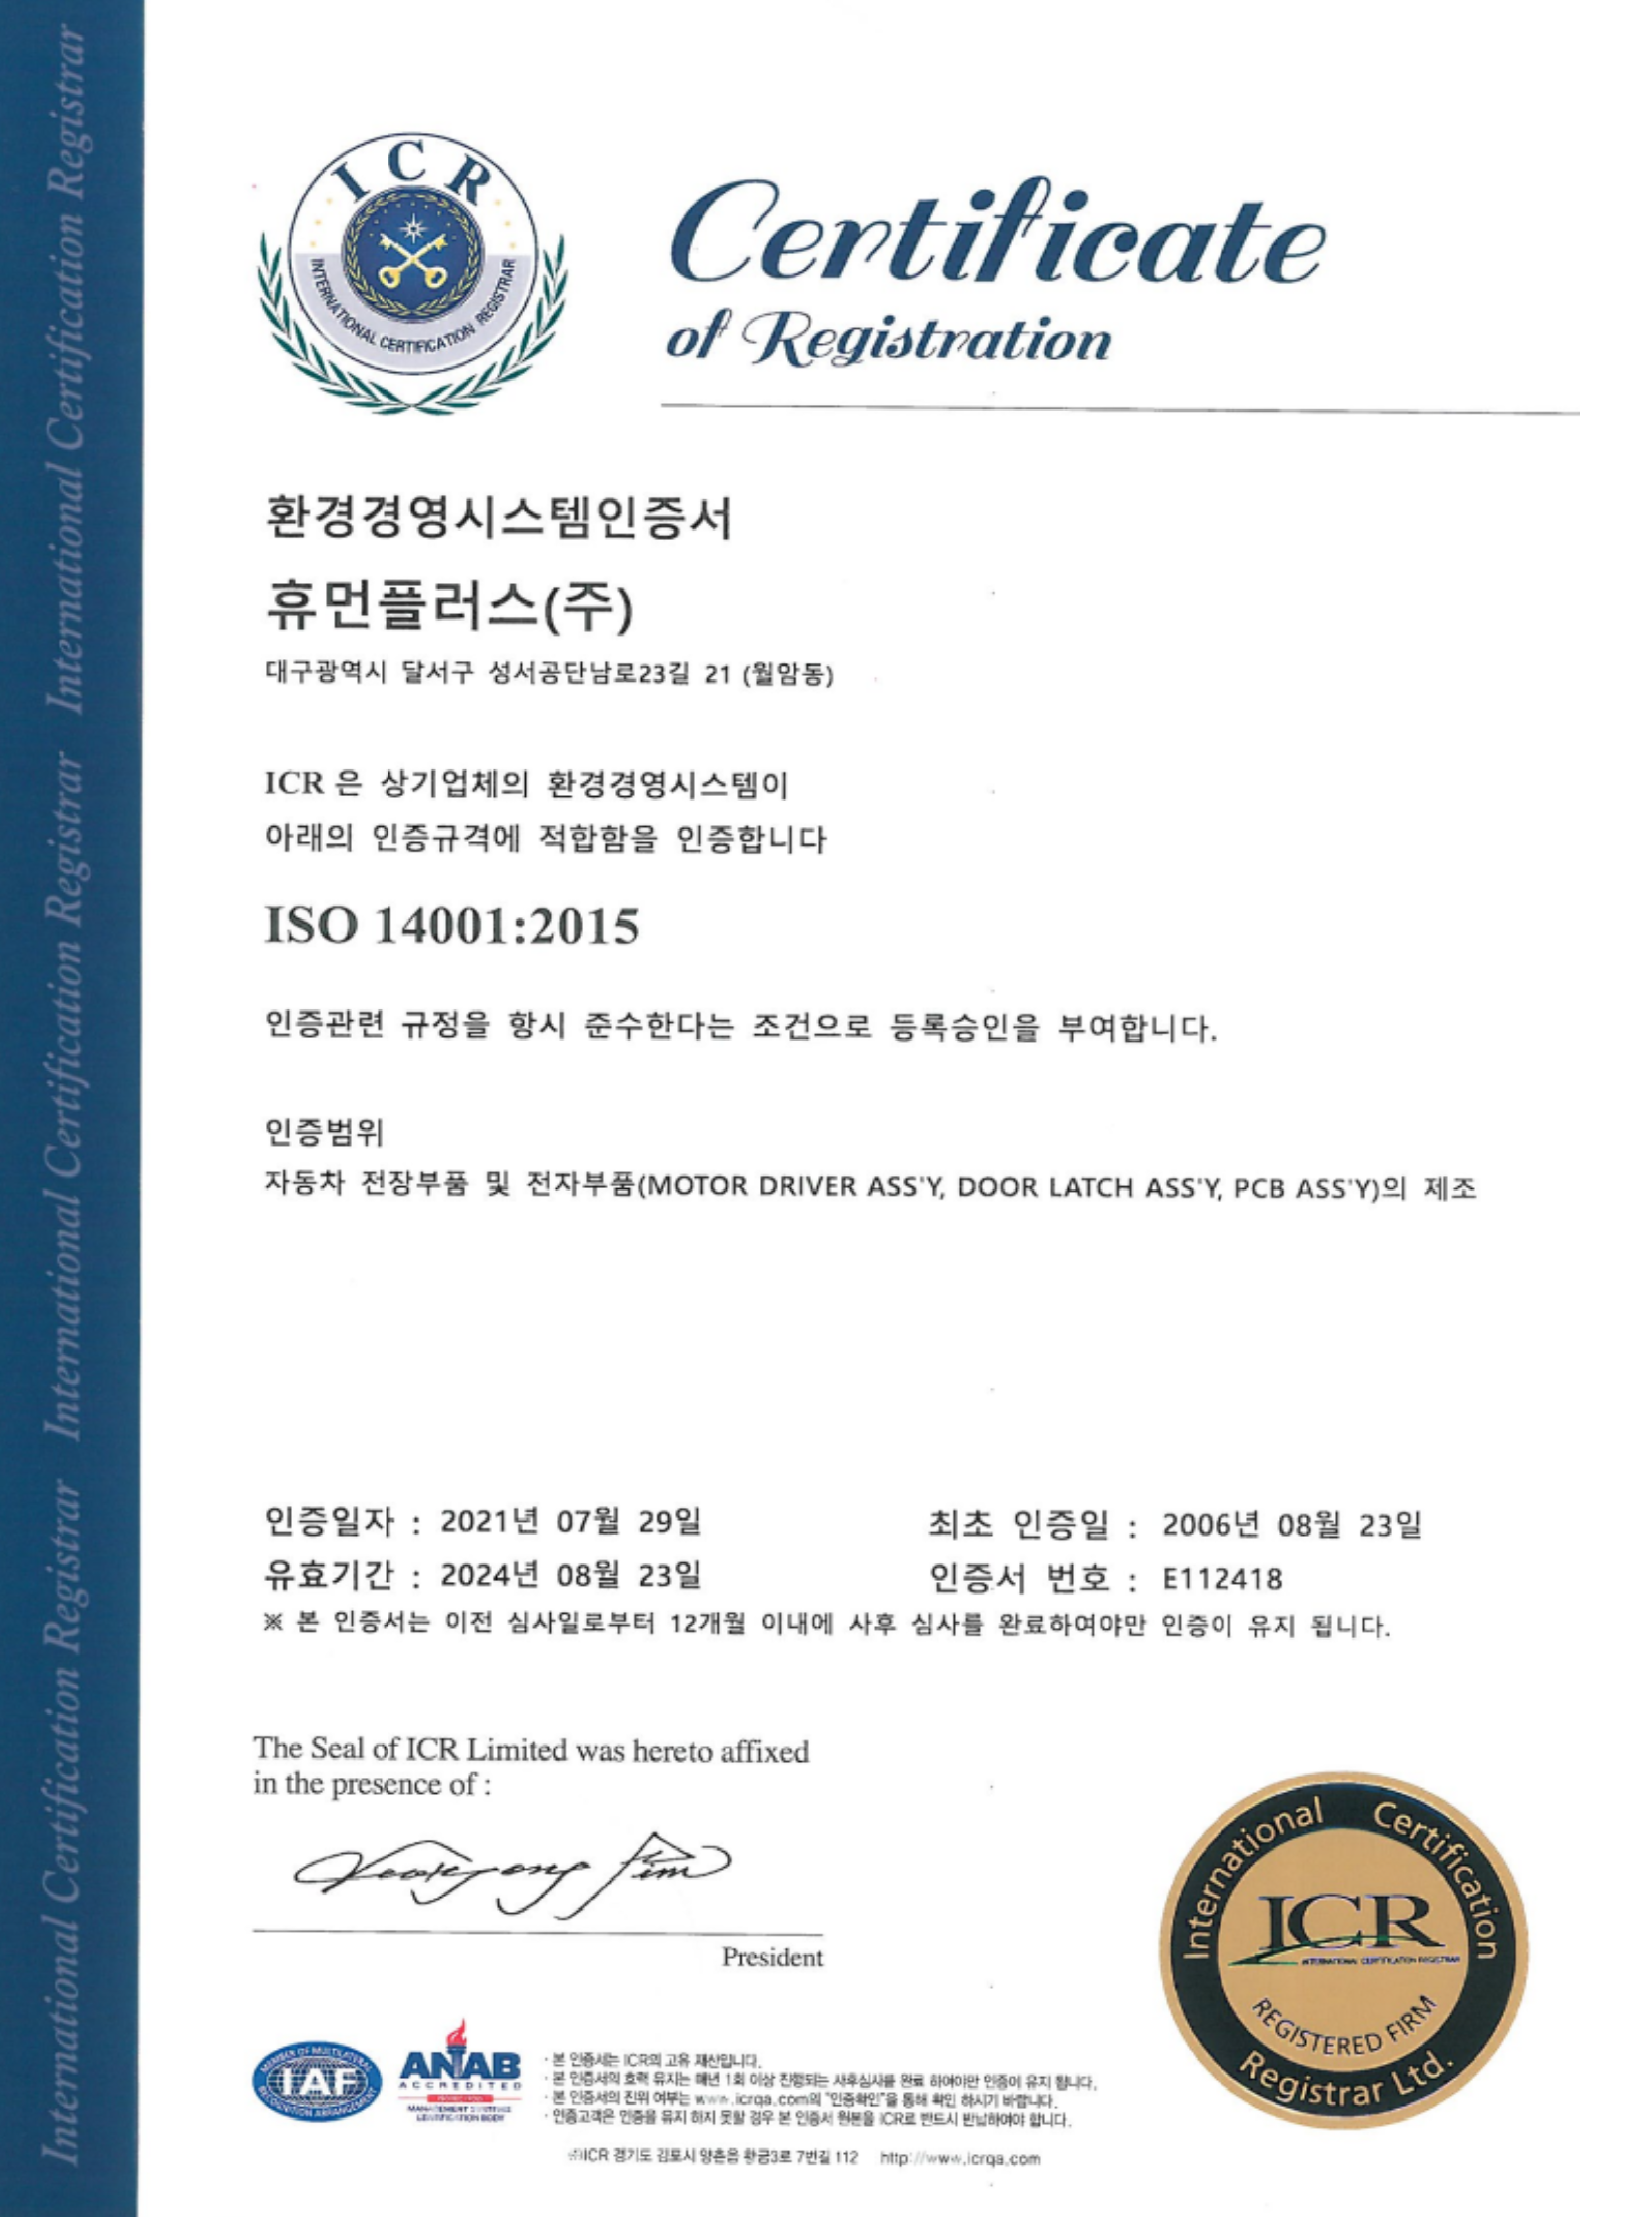 International Certification Registrar International Certification Registrar International Certification Registrar
ICR
INTERNATIONAL CERTIFICATION REGISTRAR
Certificate
of Registration
환경경영시스템인증서
휴먼플러스(주)
대구광역시 달서구 성서공단남로23길 21 (월암동)
ICR 은 상기업체의 환경경영시스템이
아래의 인증규격에 적합함을 인증합니다
ISO 14001:2015
인증관련 규정을 항시 준수한다는 조건으로 등록승인을 부여합니다.
인증범위
자동차 전장부품 및 전자부품(MOTOR DRIVER ASS'Y, DOOR LATCH ASS'Y, PCB ASS'Y)의 제조
인증일자 : 2021년 07월 29일 최초 인증일 : 2006년 08월 23일
유효기간 : 2024년 08월 23일 인증서 번호 : E112418
※ 본 인증서는 이전 심사일로부터 12개월 이내에 사후 심사를 완료하여야만 인증이 유지 됩니다.
The Seal of ICR Limited was hereto affixed
in the presence of :
President
International Certification
ICR
INTERNATIONAL CERTIFICATION REGISTRAR
REGISTERED FIRM
Registrar Ltd.
MEMBER OF MULTILATERAL
IAF
RECOGNITION ARRANGEMENT
ANAB
ACCREDITED
MANAGEMENT SYSTEMS
CERTIFICATION BODY
· 본 인증서는 ICR의 고유 재산입니다.
· 본 인증서의 효력 유지는 매년 1회 이상 진행되는 사후심사를 완료 하여야만 인증이 유지 됩니다.
· 본 인증서의 진위 여부는 www.icrqa.com의 "인증확인"을 통해 확인 하시기 바랍니다.
· 인증고객은 인증을 유지 하지 못할 경우 본 인증서 원본을 ICR로 반드시 반납하여야 합니다.
㈜ICR 경기도 김포시 양촌읍 황금3로 7번길 112 http://www.icrqa.com